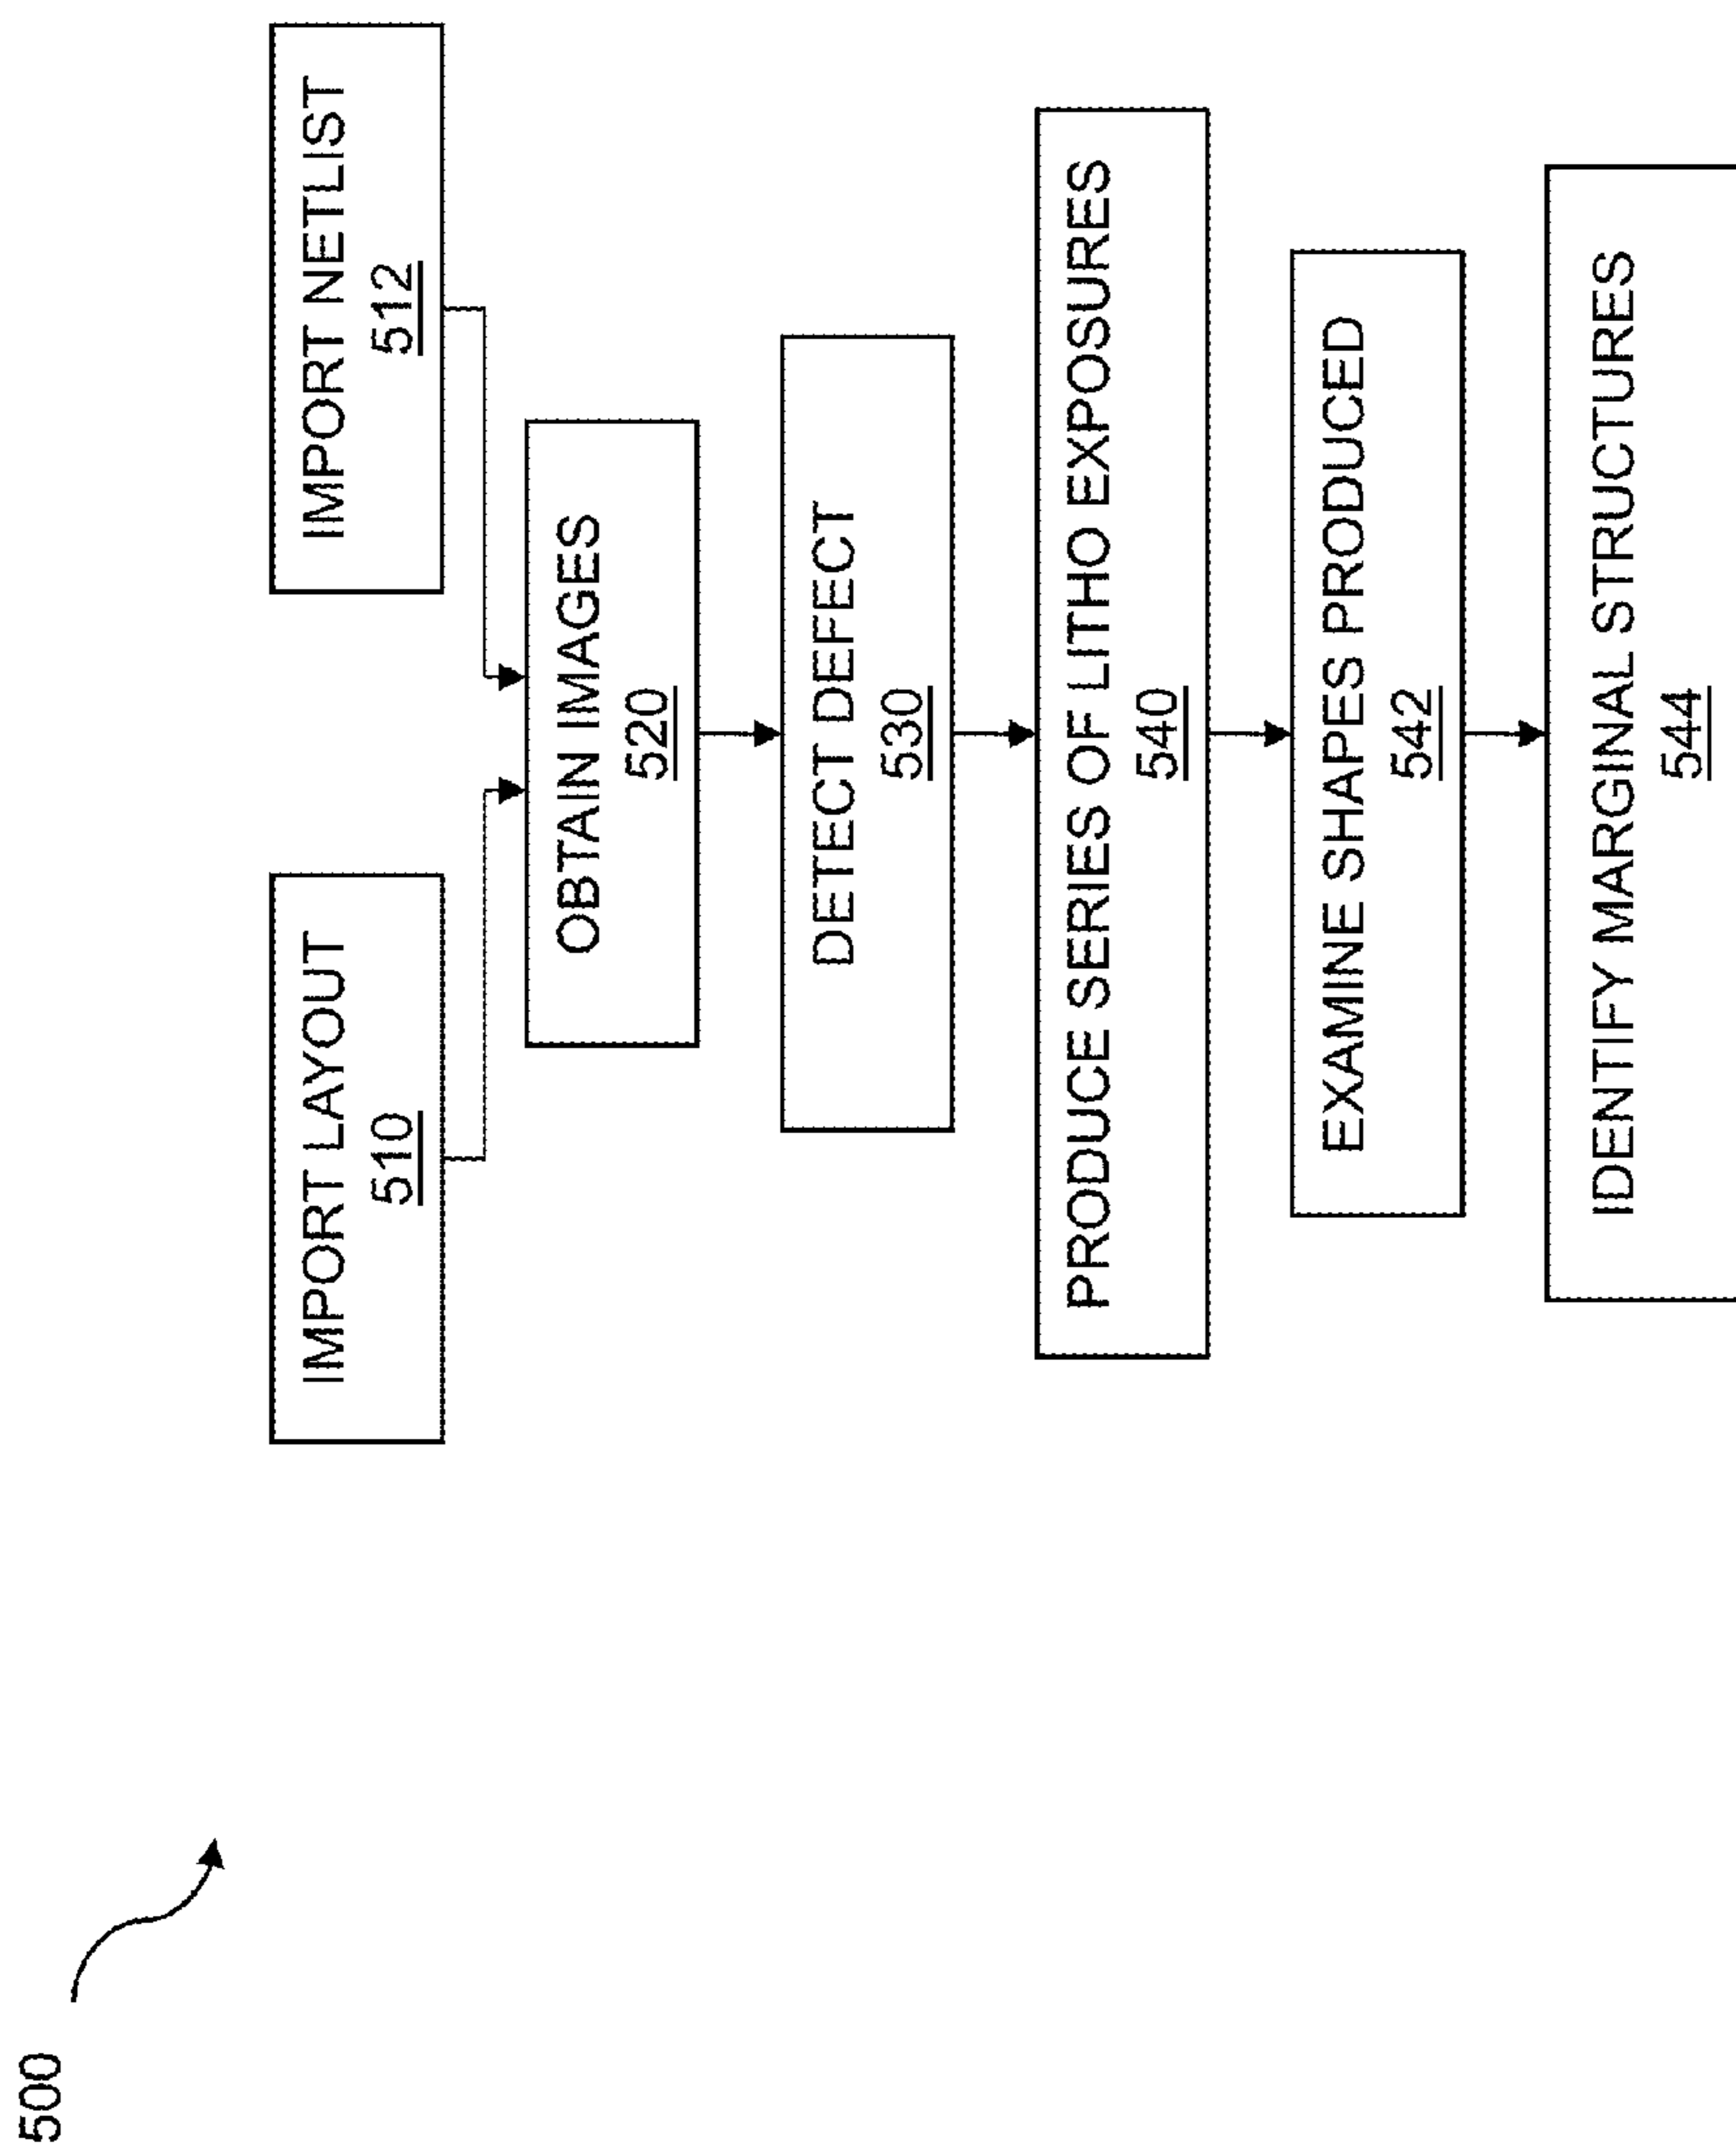 500
IMPORT LAYOUT
510
IMPORT NETLIST
512
OBTAIN IMAGES
520
DETECT DEFECT
530
PRODUCE SERIES OF LITHO EXPOSURES
540
EXAMINE SHAPES PRODUCED
542
IDENTIFY MARGINAL STRUCTURES
544